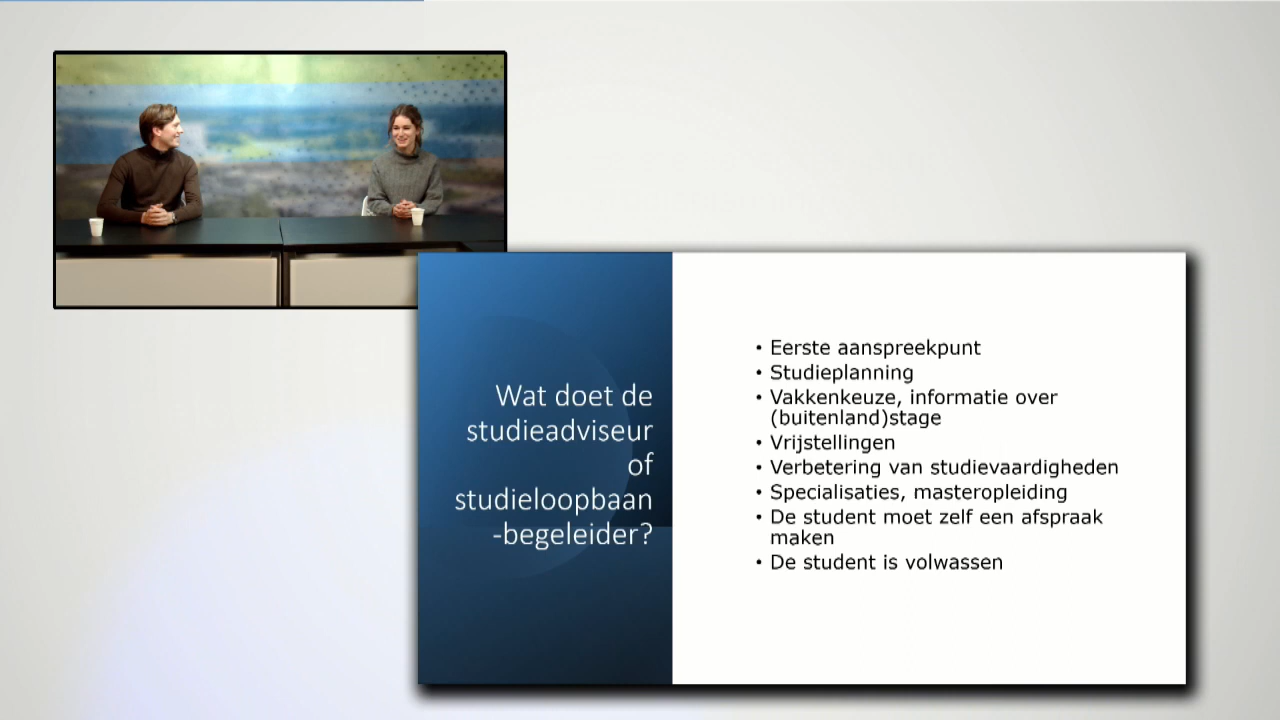 Wat doet de
studieadviseur
of
studieloopbaan
-begeleider?
• Eerste aanspreekpunt
• Studieplanning
• Vakkenkeuze, informatie over
(buitenland)stage
• Vrijstellingen
• Verbetering van studievaardigheden
• Specialisaties, masteropleiding
• De student moet zelf een afspraak
maken
• De student is volwassen